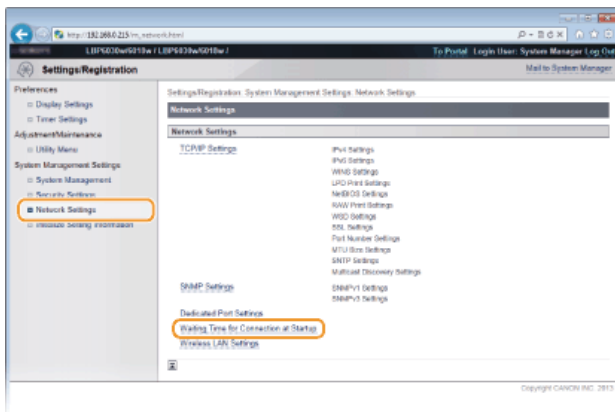 http://192.168.0.215/m_network.html
LBP6030w/6018w / LBP6030w/6018w /
To Portal Login User: System Manager Log Out
Settings/Registration
Mail to System Manager
Preferences
Display Settings
Timer Settings
Adjustment/Maintenance
Utility Menu
System Management Settings
System Management
Security Settings
Network Settings
Initialize Setting Information
Settings/Registration: System Management Settings: Network Settings
Network Settings
Network Settings
TCP/IP Settings
IPv4 Settings
IPv6 Settings
WINS Settings
LPD Print Settings
NetBIOS Settings
RAW Print Settings
WSD Settings
SSL Settings
Port Number Settings
MTU Size Settings
SNTP Settings
Multicast Discovery Settings
SNMP Settings
SNMPv1 Settings
SNMPv3 Settings
Dedicated Port Settings
Waiting Time for Connection at Startup
Wireless LAN Settings
Copyright CANON INC. 2013